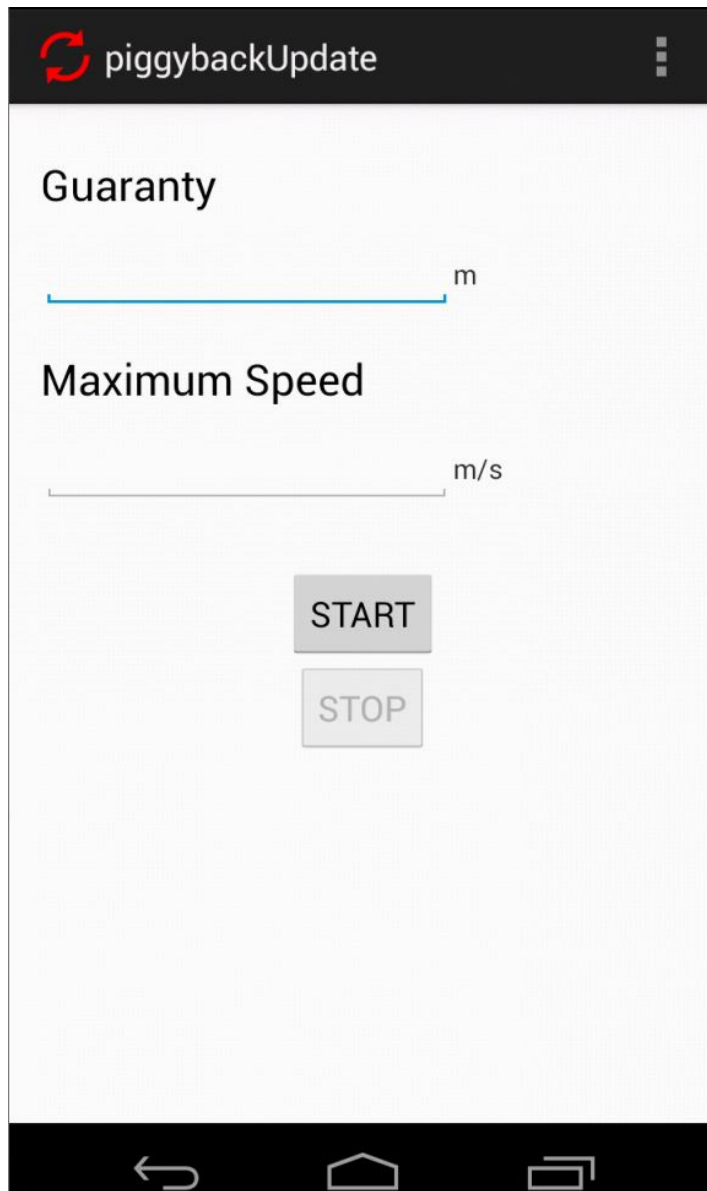 piggybackUpdate
Guaranty
m
Maximum Speed
m/s
START
STOP